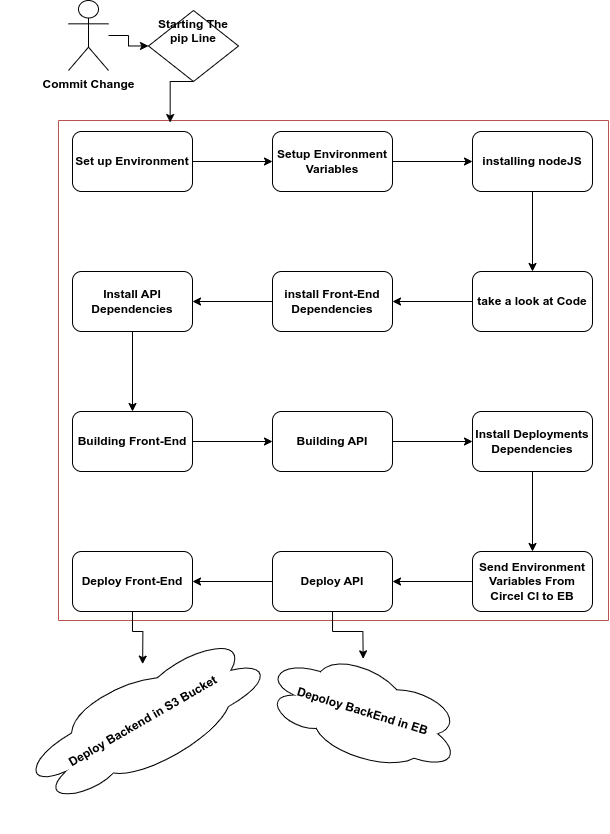 Starting The
pip Line
Commit Change
Set up Environment
Setup Environment
Variables
installing nodeJS
Install API
Dependencies
install Front-End
Dependencies
take a look at Code
Building Front-End
Building API
Install Deployments
Dependencies
Deploy Front-End
Deploy API
Send Environment
Variables From
Circel CI to EB
Deploy Backend in S3 Bucket
Depoloy BackEnd in EB